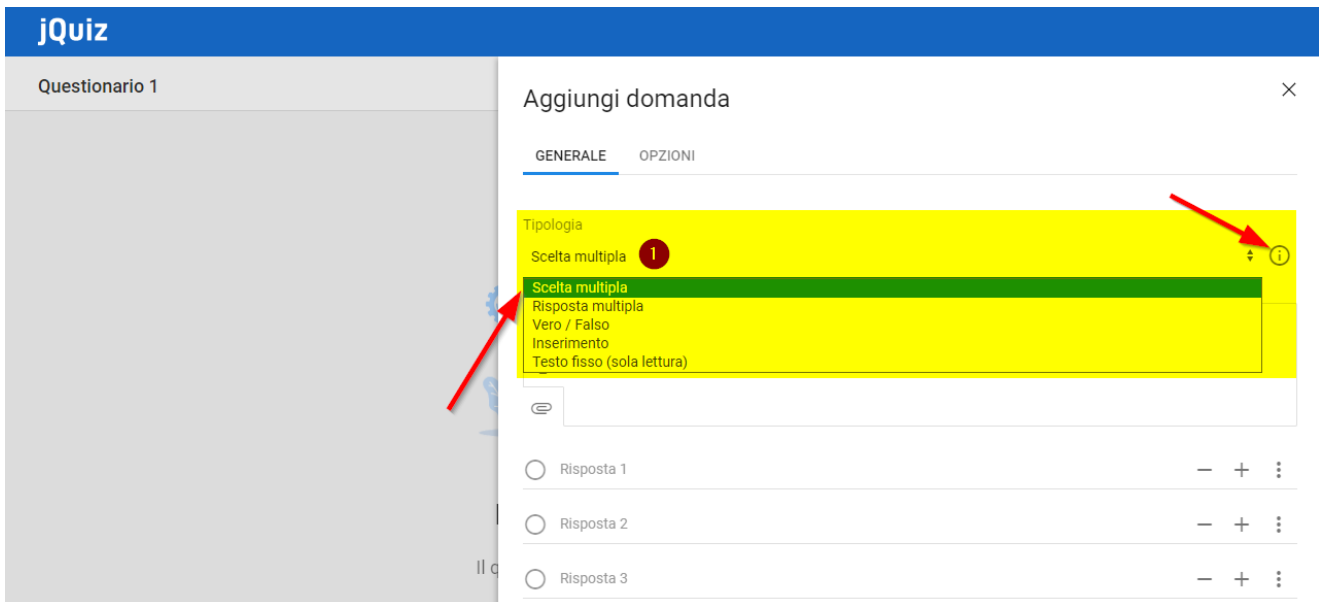 jQuiz
Questionario 1
Aggiungi domanda
GENERALE OPZIONI
Tipologia
Scelta multipla 1
Scelta multipla
Risposta multipla
Vero / Falso
Inserimento
Testo fisso (sola lettura)
Risposta 1
Risposta 2
Il
Risposta 3